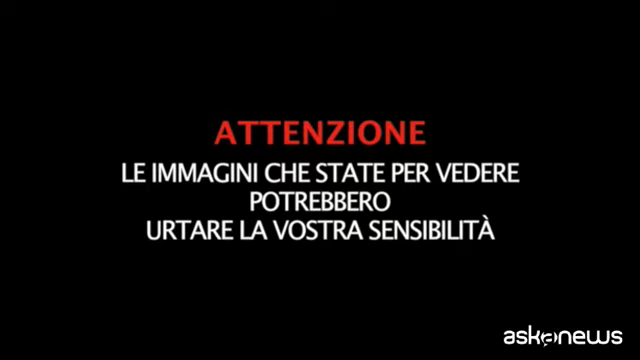 ATTENZIONE
LE IMMAGINI CHE STATE PER VEDERE
POTREBBERO
URTARE LA VOSTRA SENSIBILITÀ
askanews